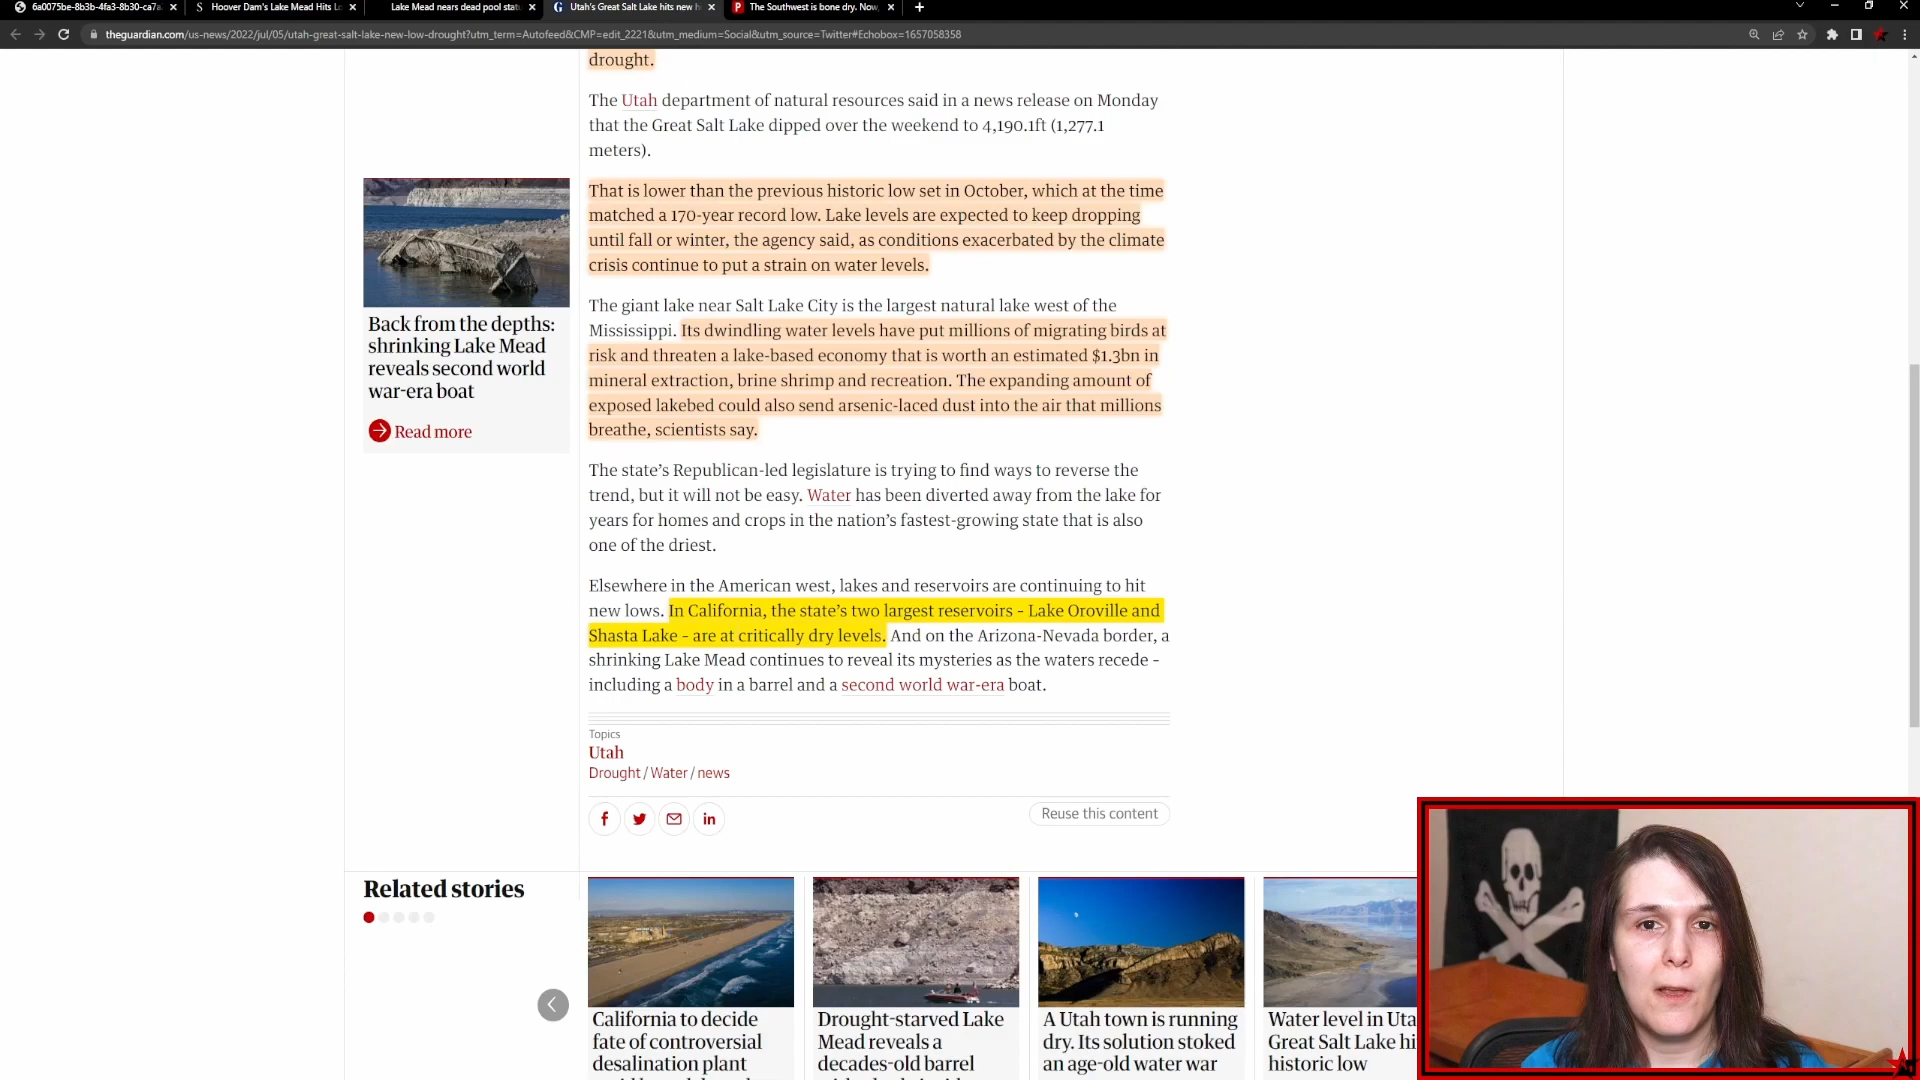 6a0075be-8b3b-4fa3-8b30-ca7a
Hoover Dam's Lake Mead Hits Lo
Lake Mead nears dead pool statu
Utah's Great Salt Lake hits new h
The Southwest is bone dry. Now,
theguardian.com/us-news/2022/jul/05/utah-great-salt-lake-new-low-drought?utm_term=Autofeed&CMP=edit_2221&utm_medium=Social&utm_source=Twitter#Echobox=1657058358
drought.
The Utah department of natural resources said in a news release on Monday
that the Great Salt Lake dipped over the weekend to 4,190.1ft (1,277.1
meters).
That is lower than the previous historic low set in October, which at the time
matched a 170-year record low. Lake levels are expected to keep dropping
until fall or winter, the agency said, as conditions exacerbated by the climate
crisis continue to put a strain on water levels.
Back from the depths:
shrinking Lake Mead
reveals second world
war-era boat
Read more
The giant lake near Salt Lake City is the largest natural lake west of the
Mississippi. Its dwindling water levels have put millions of migrating birds at
risk and threaten a lake-based economy that is worth an estimated $1.3bn in
mineral extraction, brine shrimp and recreation. The expanding amount of
exposed lakebed could also send arsenic-laced dust into the air that millions
breathe, scientists say.
The state's Republican-led legislature is trying to find ways to reverse the
trend, but it will not be easy. Water has been diverted away from the lake for
years for homes and crops in the nation's fastest-growing state that is also
one of the driest.
Elsewhere in the American west, lakes and reservoirs are continuing to hit
new lows. In California, the state's two largest reservoirs – Lake Oroville and
Shasta Lake – are at critically dry levels. And on the Arizona-Nevada border, a
shrinking Lake Mead continues to reveal its mysteries as the waters recede –
including a body in a barrel and a second world war-era boat.
Topics
Utah
Drought / Water / news
Reuse this content
Related stories
California to decide
fate of controversial
desalination plant
Drought-starved Lake
Mead reveals a
decades-old barrel
A Utah town is running
dry. Its solution stoked
an age-old water war
Water level in Uta
Great Salt Lake hi
historic low